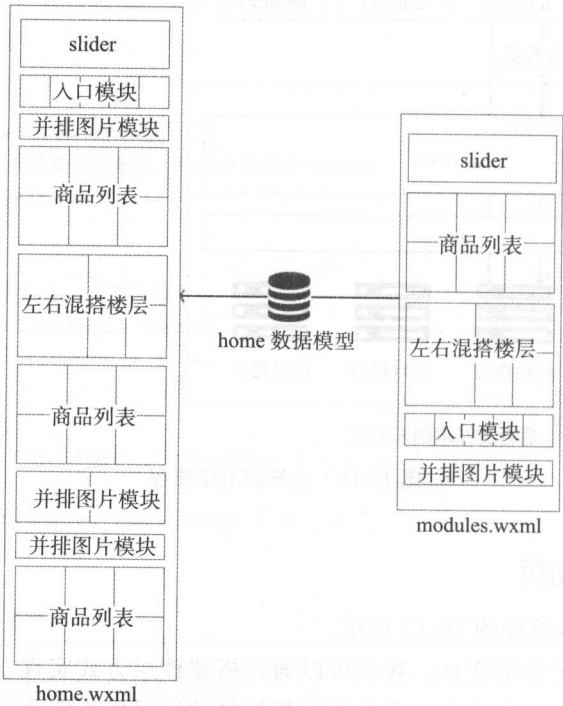 slider
入口模块
并排图片模块
商品列表
左右混搭楼层
商品列表
并排图片模块
并排图片模块
商品列表
home.wxml
home 数据模型
slider
商品列表
左右混搭楼层
入口模块
并排图片模块
modules.wxml